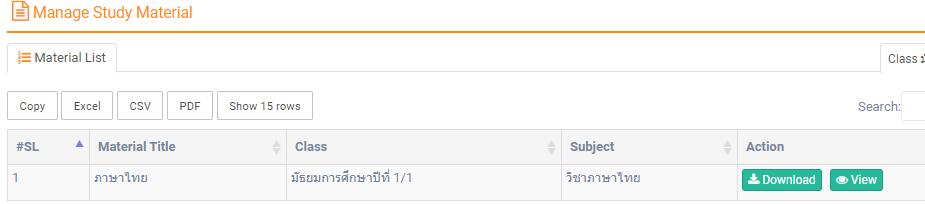 Manage Study Material
Material List
Class
Copy Excel CSV PDF Show 15 rows Search:
#SL Material Title Class Subject Action
1 ภาษาไทย มัธยมการศึกษาปีที่ 1/1 วิชาภาษาไทย Download View